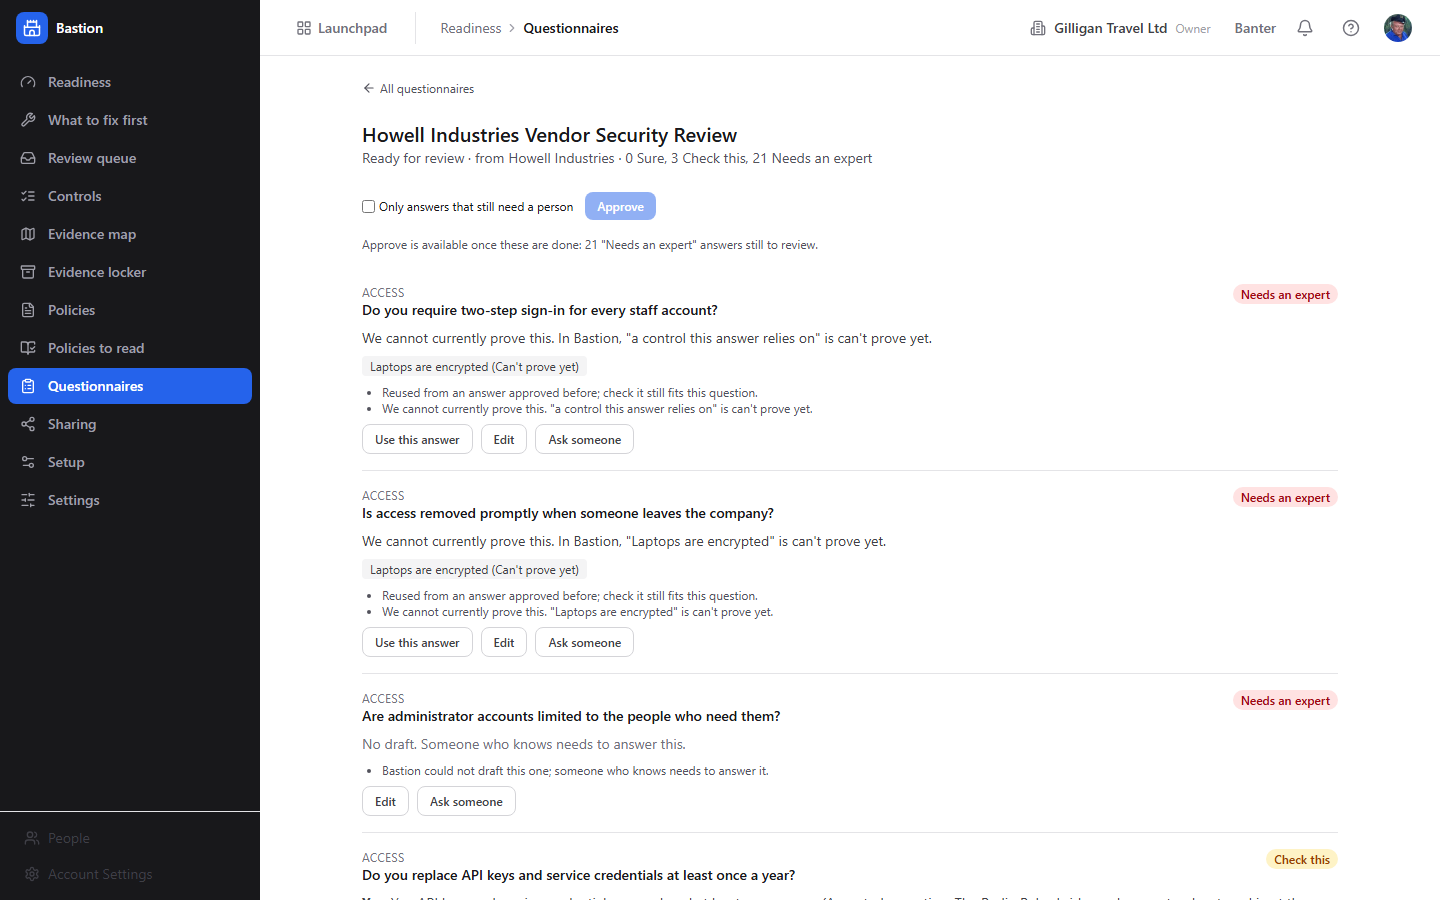 Bastion
Readiness
What to fix first
Review queue
Controls
Evidence map
Evidence locker
Policies
Policies to read
Questionnaires
Sharing
Setup
Settings
People
Account Settings
Launchpad
Readiness > Questionnaires
Gilligan Travel Ltd Owner
Banter
All questionnaires
Howell Industries Vendor Security Review
Ready for review · from Howell Industries · 0 Sure, 3 Check this, 21 Needs an expert
Only answers that still need a person
Approve
Approve is available once these are done: 21 "Needs an expert" answers still to review.
ACCESS
Needs an expert
Do you require two-step sign-in for every staff account?
We cannot currently prove this. In Bastion, "a control this answer relies on" is can't prove yet.
Laptops are encrypted (Can't prove yet)
• Reused from an answer approved before; check it still fits this question.
• We cannot currently prove this. "a control this answer relies on" is can't prove yet.
Use this answer Edit Ask someone
ACCESS
Needs an expert
Is access removed promptly when someone leaves the company?
We cannot currently prove this. In Bastion, "Laptops are encrypted" is can't prove yet.
Laptops are encrypted (Can't prove yet)
• Reused from an answer approved before; check it still fits this question.
• We cannot currently prove this. "Laptops are encrypted" is can't prove yet.
Use this answer Edit Ask someone
ACCESS
Needs an expert
Are administrator accounts limited to the people who need them?
No draft. Someone who knows needs to answer this.
• Bastion could not draft this one; someone who knows needs to answer it.
Edit Ask someone
ACCESS
Check this
Do you replace API keys and service credentials at least once a year?